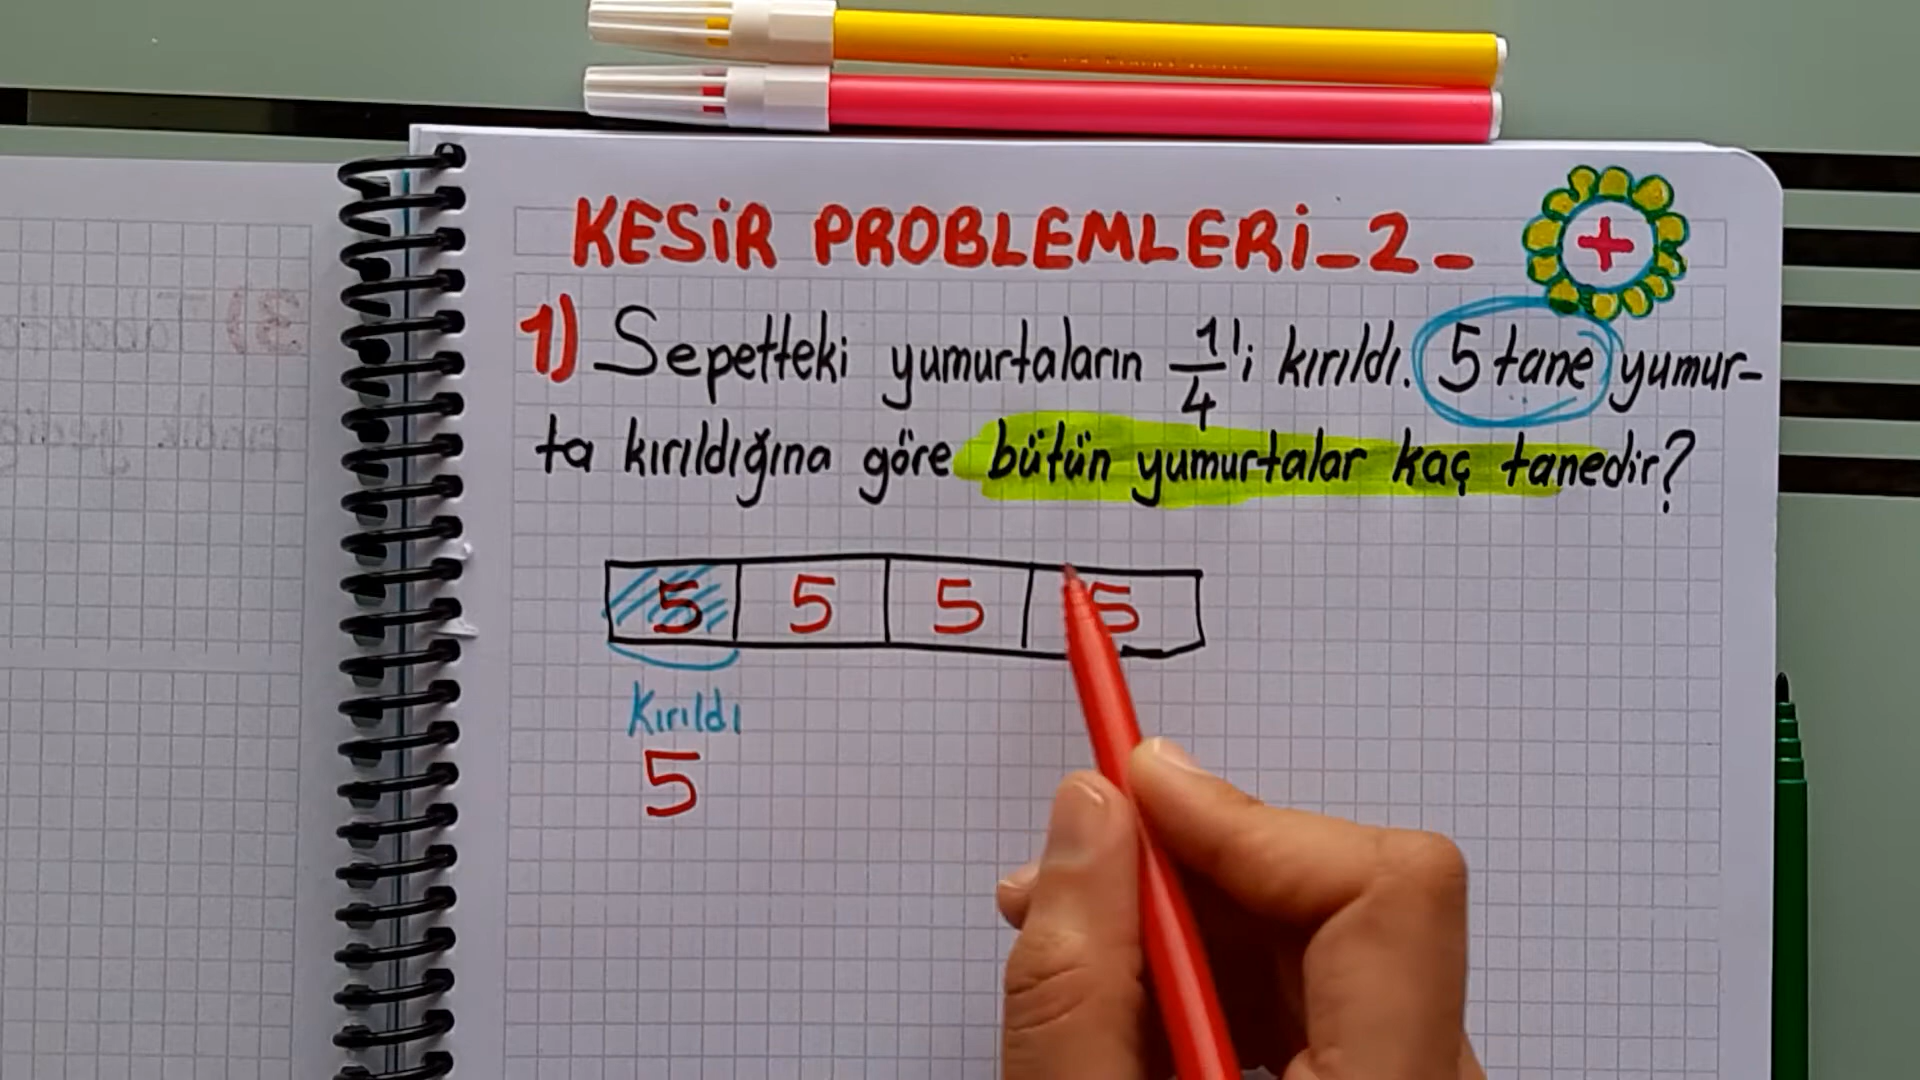 KESİR PROBLEMLERİ_2_
1) Sepetteki yumurtaların 1/4'i kırıldı. 5 tane yumur-
ta kırıldığına göre bütün yumurtalar kaç tanedir?
5 5 5 5
Kırıldı
5